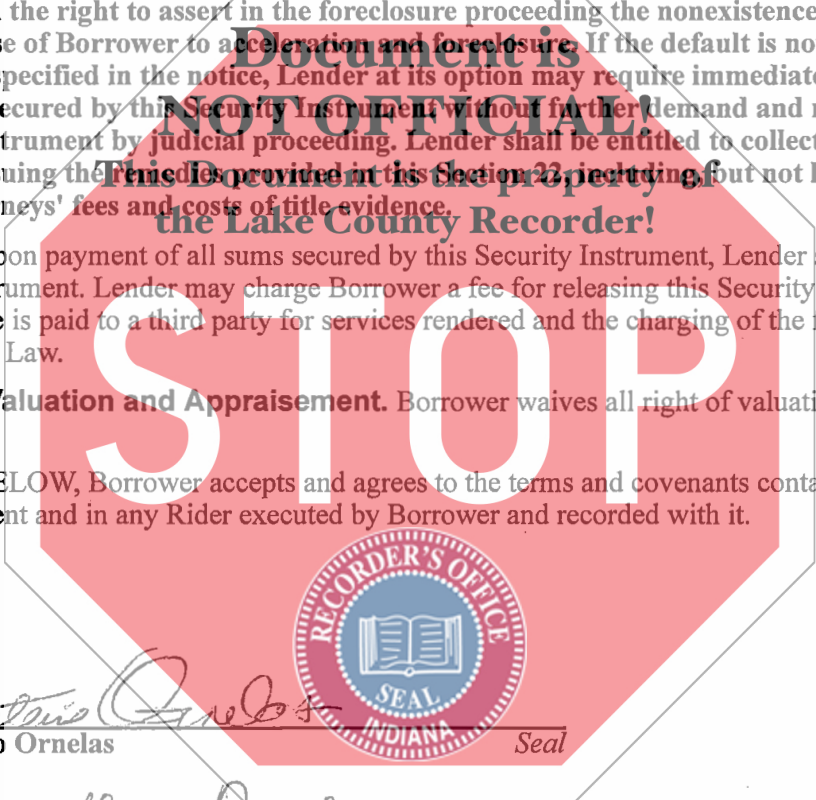 the right to assert in the foreclosure proceeding the nonexistence
e of Borrower to acceleration and foreclosure. If the default is no
Document is
pecified in the notice, Lender at its option may require immediat
ecured by this Security Instrument without further demand and
NOT OFFICIAL!
trument by judicial proceeding. Lender shall be entitled to collect
uing the remedies provided in this Section 22, including, but not
This Document is the property of
neys' fees and costs of title evidence.
the Lake County Recorder!
on payment of all sums secured by this Security Instrument, Lender
rument. Lender may charge Borrower a fee for releasing this Security
is paid to a third party for services rendered and the charging of the
Law.
STOP
aluation and Appraisement. Borrower waives all right of valuati
ELOW, Borrower accepts and agrees to the terms and covenants conta
nt and in any Rider executed by Borrower and recorded with it.
RECORDER'S OFFICE
SEAL
INDIANA
Ornelas
Ornelas Seal